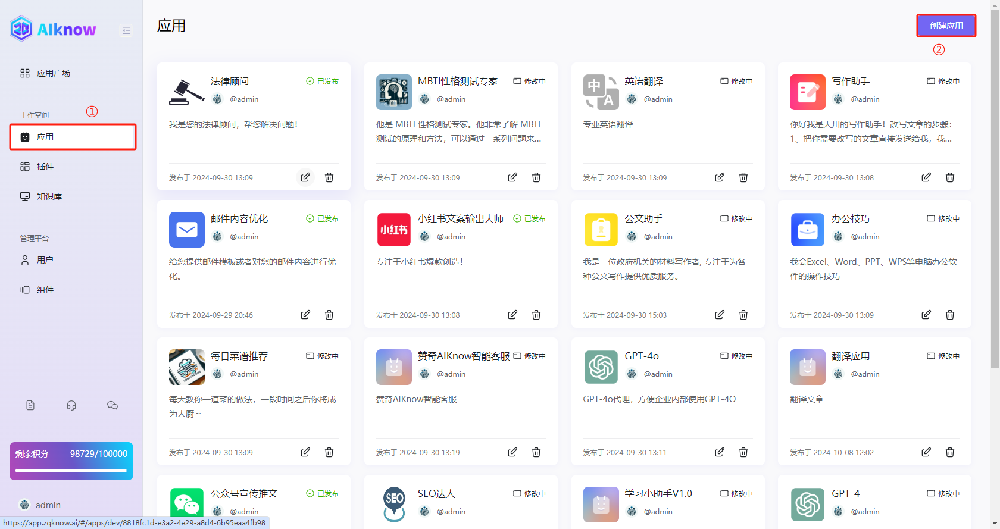 AIknow
应用广场
工作空间
①
应用
插件
知识库
管理平台
用户
组件
剩余积分 98729/100000
admin
https://app.zqknow.ai/#/apps/dev/8818fc1d-e3a2-4e29-a8d4-6b95eaa4fb98
应用
创建应用
②
法律顾问
已发布
@admin
我是您的法律顾问，帮您解决问题！
发布于 2024-09-30 13:09
MBTI性格测试专家
修改中
@admin
他是 MBTI 性格测试专家。他非常了解 MBTI
测试的原理和方法，可以通过一系列问题来...
发布于 2024-09-30 13:09
英语翻译
修改中
@admin
中
A
专业英语翻译
发布于 2024-09-30 13:09
写作助手
修改中
@admin
你好我是大川的写作助手！改写文章的步骤：
1、把你需要改写的文章直接发送给我，我...
发布于 2024-09-30 13:08
邮件内容优化
已发布
@admin
给您提供邮件模板或者对您的邮件内容进行优
化。
发布于 2024-09-29 20:46
小红书
小红书文案输出大师
已发布
@admin
专注于小红书爆款创造！
发布于 2024-09-30 13:08
公文助手
修改中
@admin
我是一位政府机关的材料写作者, 专注于为各
种公文写作提供优质服务。
发布于 2024-09-30 15:03
办公技巧
修改中
@admin
我会Excel、Word、PPT、WPS等电脑办公软
件的操作技巧
发布于 2024-09-30 13:09
每日菜谱推荐
修改中
@admin
每天教你一道菜的做法，一段时间之后你将成
为大厨～
发布于 2024-09-30 13:09
赞奇AIKnow智能客服
修改中
@admin
赞奇AIKnow智能客服
发布于 2024-09-30 13:19
GPT-4o
修改中
@admin
GPT-4o代理，方便企业内部使用GPT-4O
发布于 2024-09-30 13:11
翻译应用
修改中
@admin
翻译文章
发布于 2024-10-08 12:02
公众号宣传推文
已发布
@admin
SEO
SEO达人
修改中
@admin
学习小助手V1.0
修改中
@admin
GPT-4
修改中
@admin